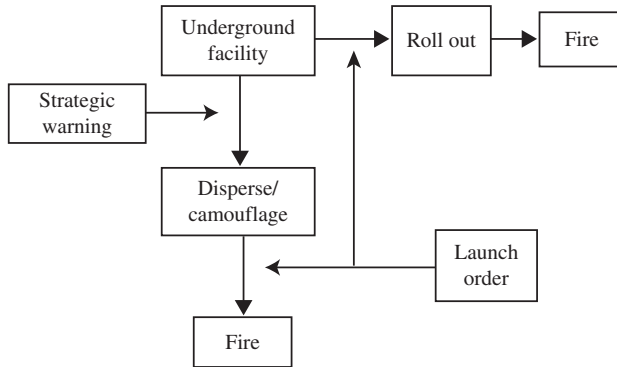 Underground
facility
Roll out
Fire
Strategic
warning
Disperse/
camouflage
Launch
order
Fire